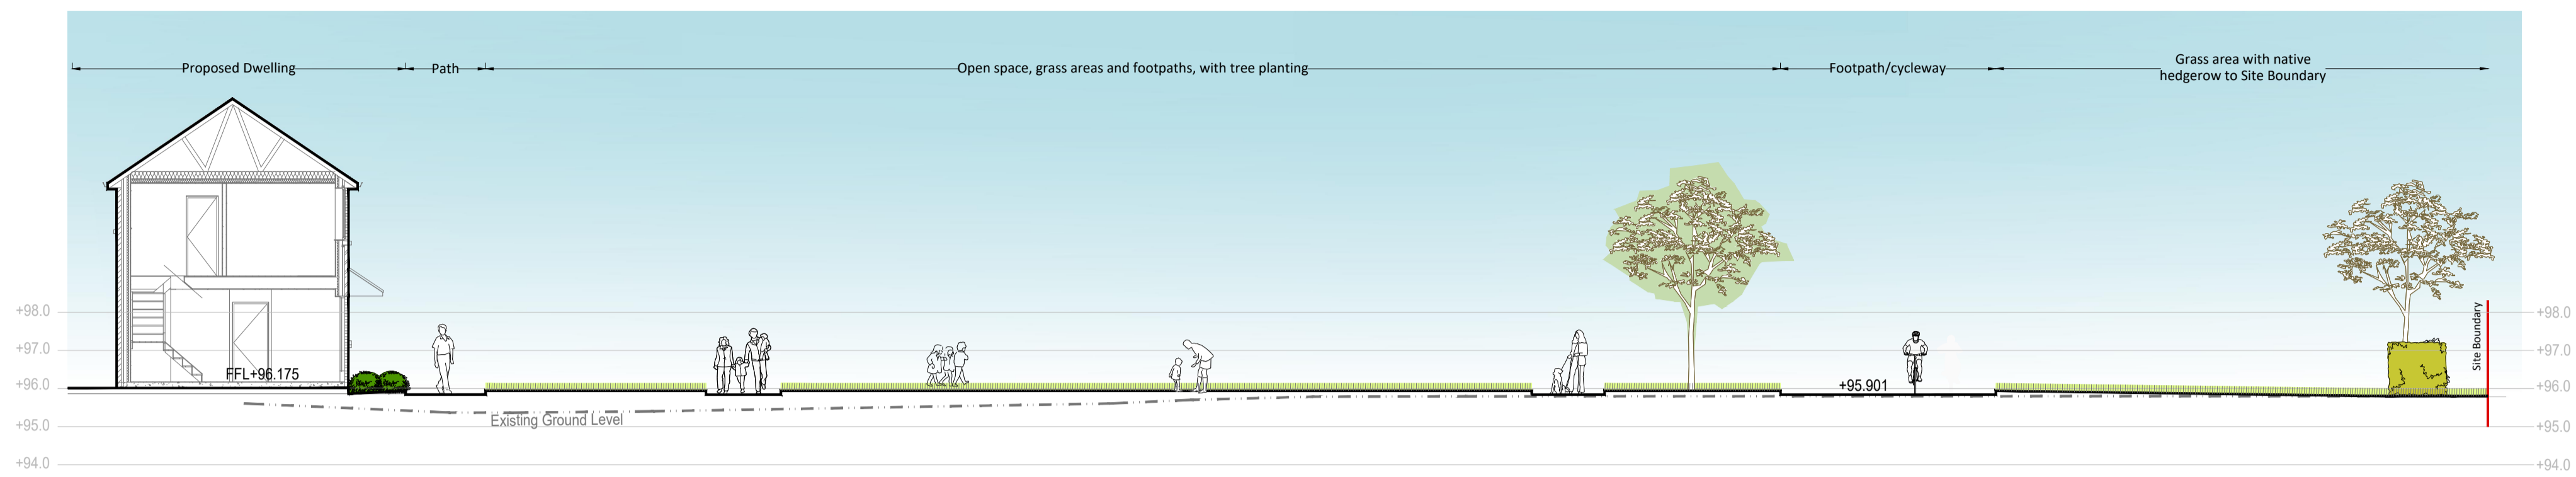 Proposed Dwelling
Path
Open space, grass areas and footpaths, with tree planting
Footpath/cycleway
Grass area with native
hedgerow to Site Boundary
+98.0
+98.0
Site Boundary
+97.0
+97.0
FFL+96.175
+96.0
+95.901
+96.0
Existing Ground Level
+95.0
+95.0
+94.0
+94.0